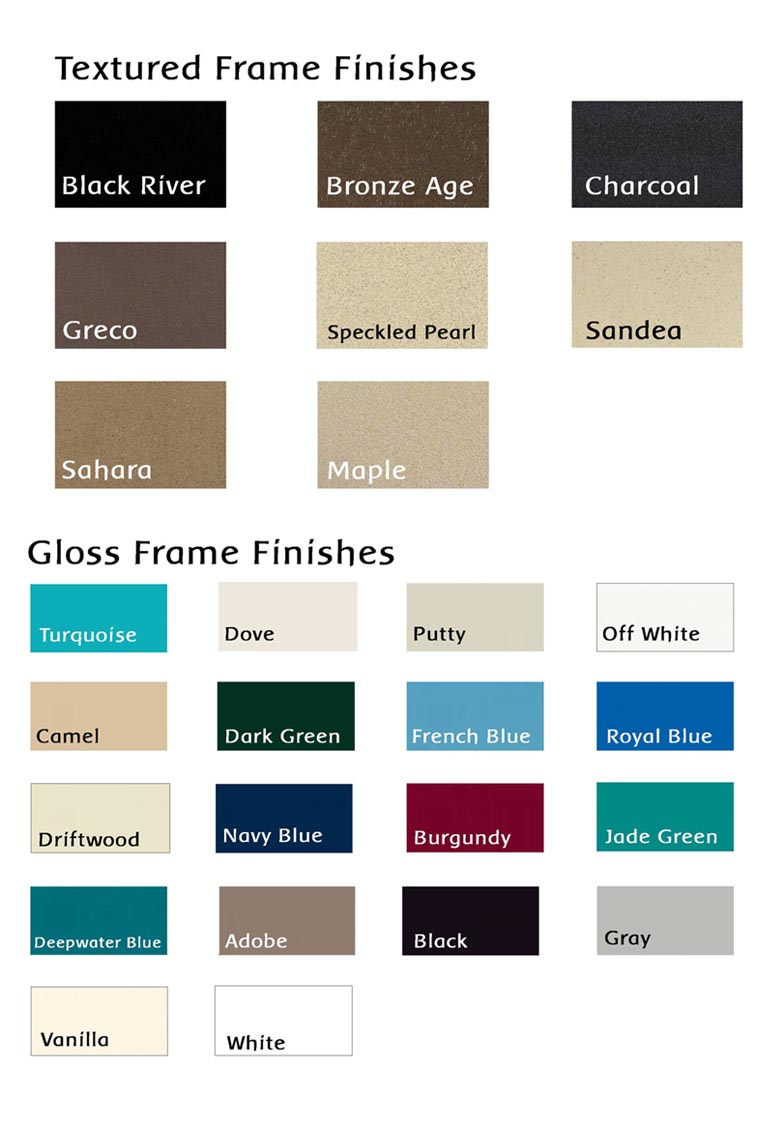 Textured Frame Finishes
Black River
Bronze Age
Charcoal
Greco
Speckled Pearl
Sandea
Sahara
Maple
Gloss Frame Finishes
Turquoise
Dove
Putty
Off White
Camel
Dark Green
French Blue
Royal Blue
Driftwood
Navy Blue
Burgundy
Jade Green
Deepwater Blue
Adobe
Black
Gray
Vanilla
White